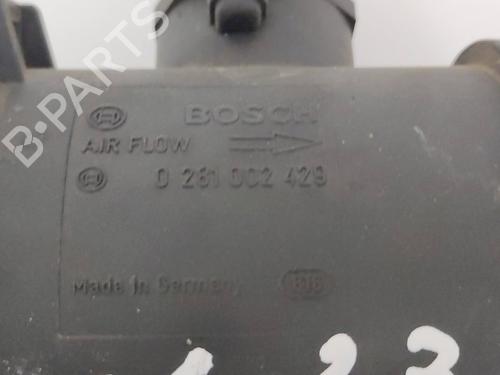 BOSCH
AIR FLOW
0 281 002 429
Made in Germany
B-PARTS